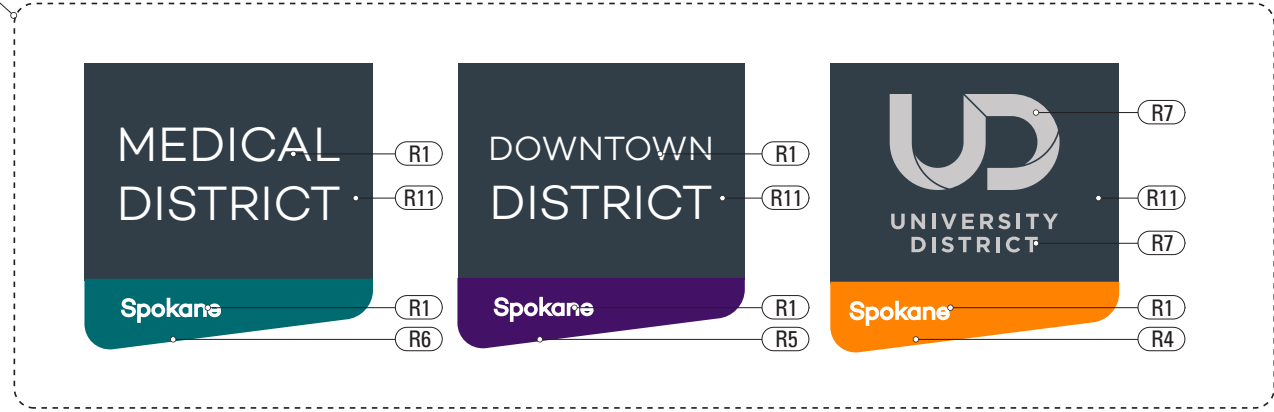 MEDICAL
DISTRICT
Spokane
R1
R11
R1
R6
DOWNTOWN
DISTRICT
Spokane
R1
R11
R1
R5
UD
UNIVERSITY
DISTRICT
Spokane
R7
R11
R7
R1
R4